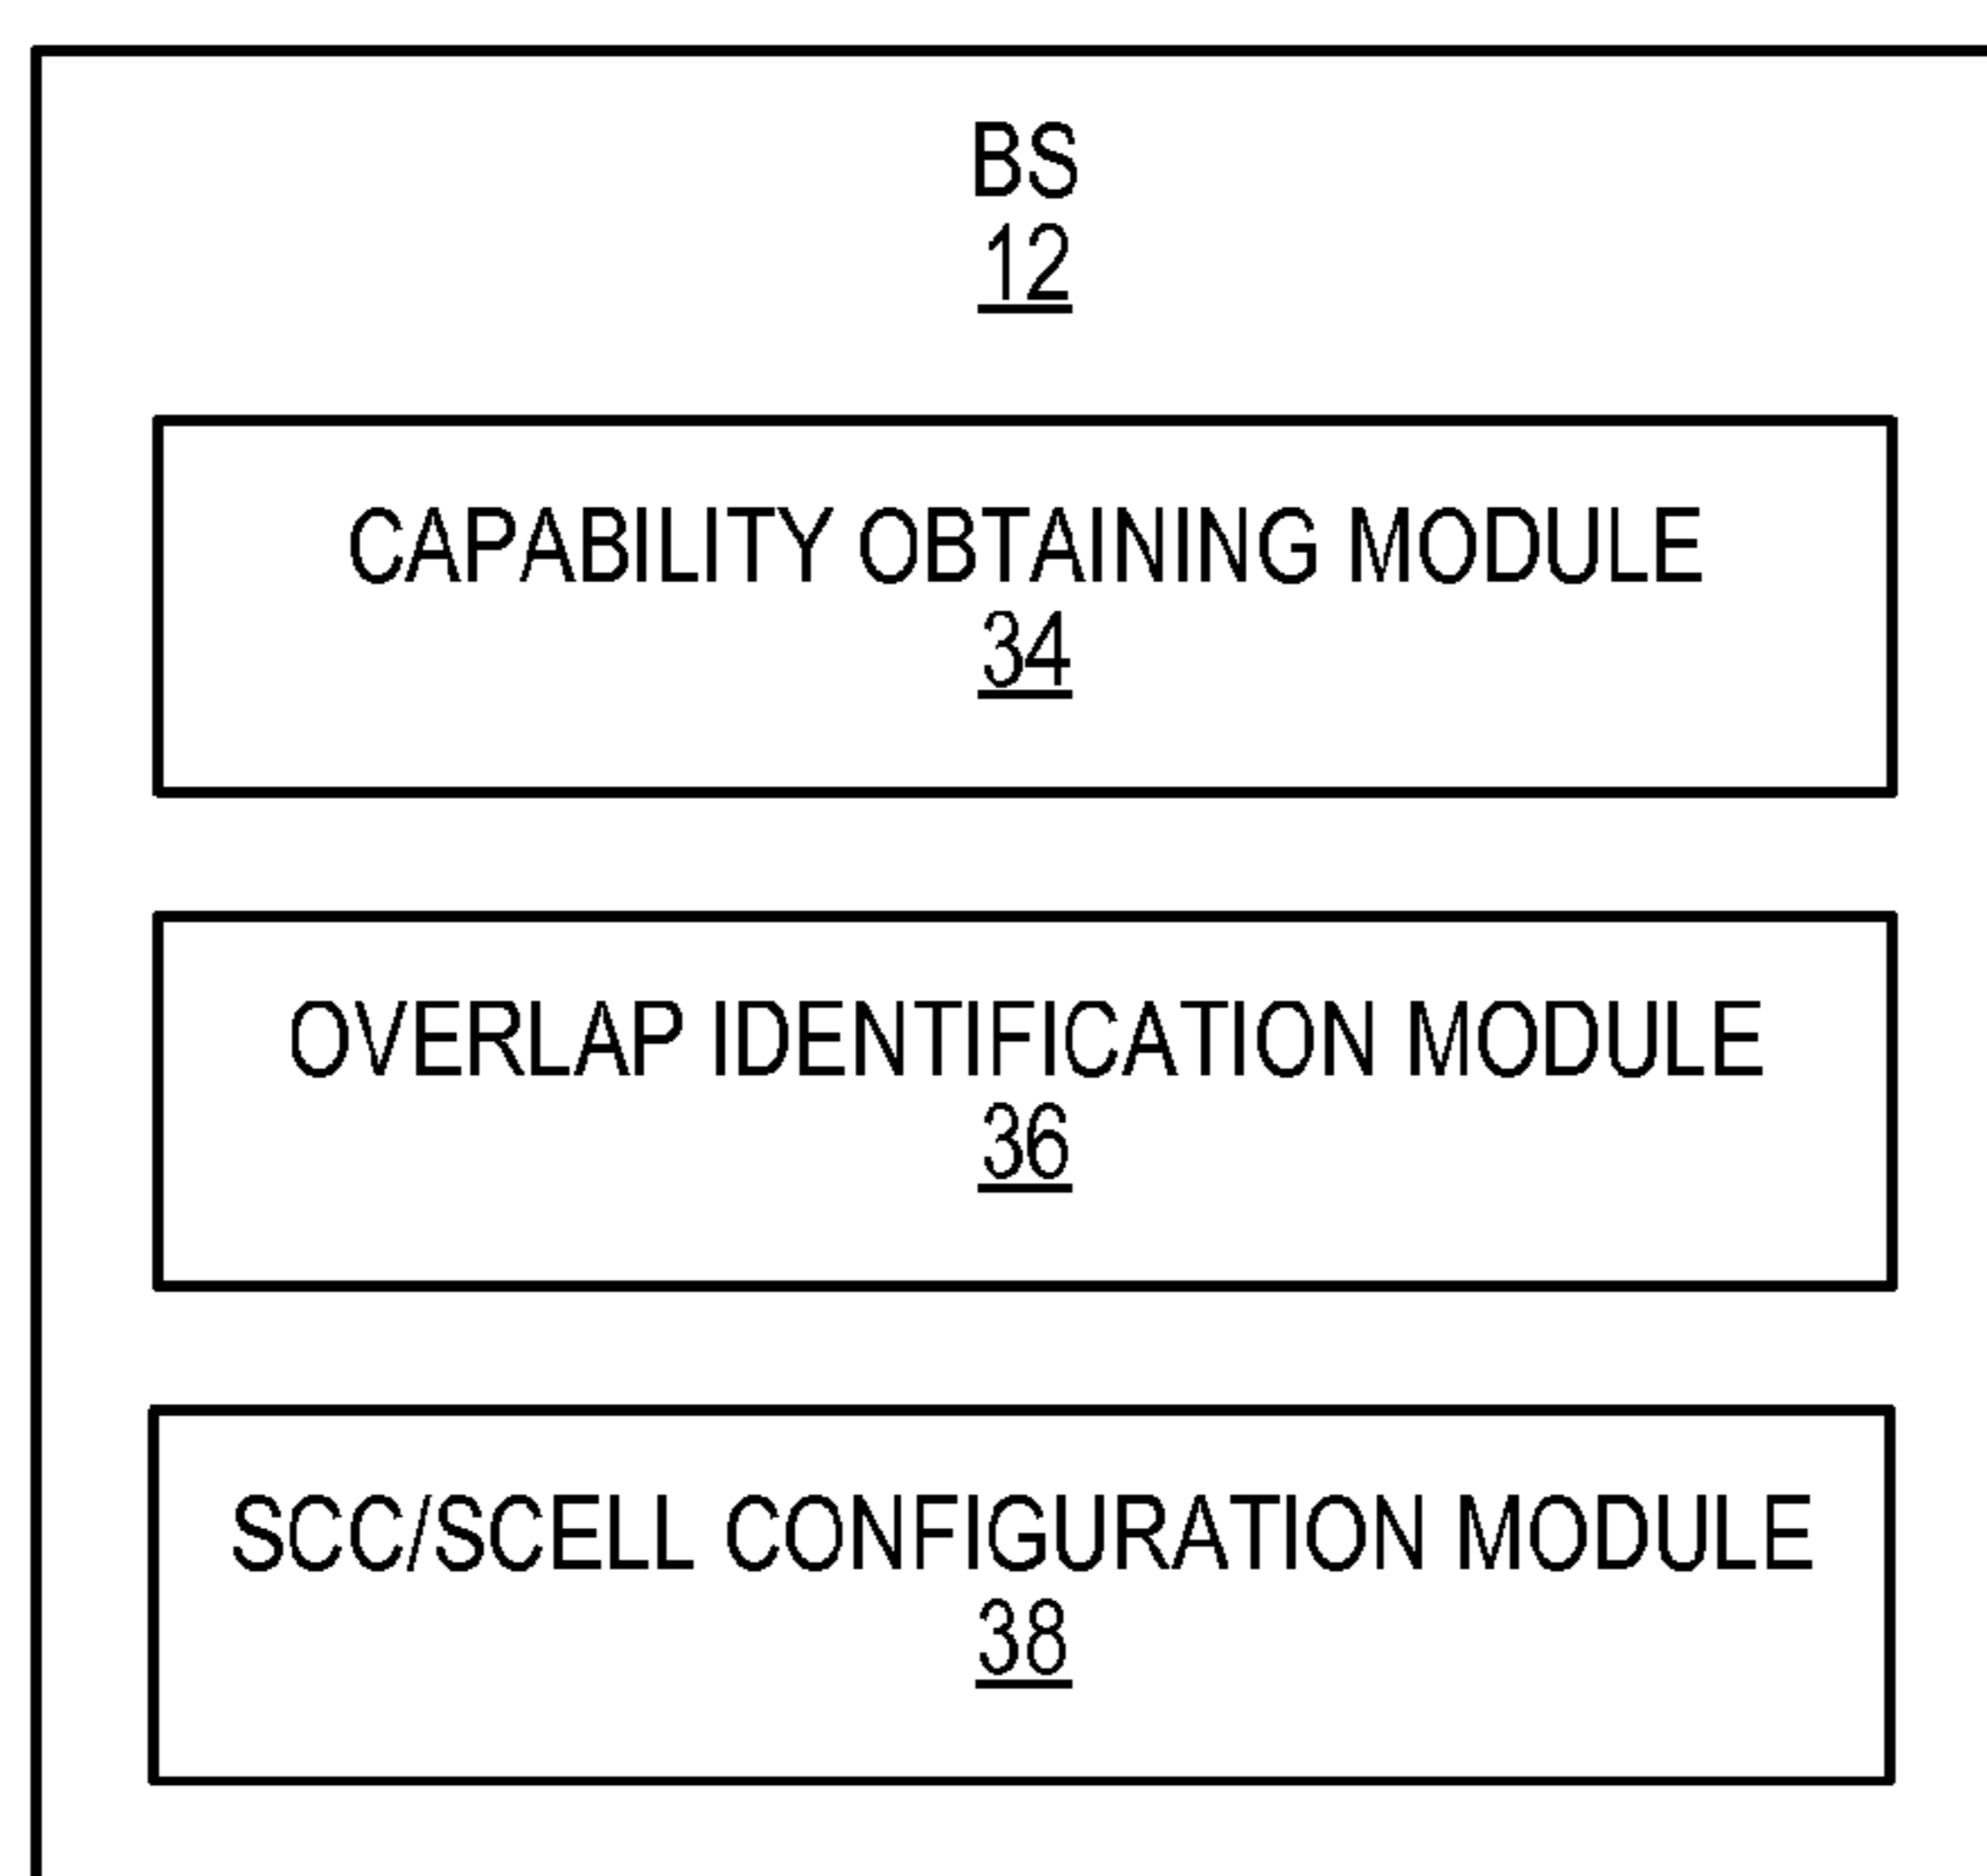 BS
12
CAPABILITY OBTAINING MODULE
34
OVERLAP IDENTIFICATION MODULE
36
SCC/SCELL CONFIGURATION MODULE
38